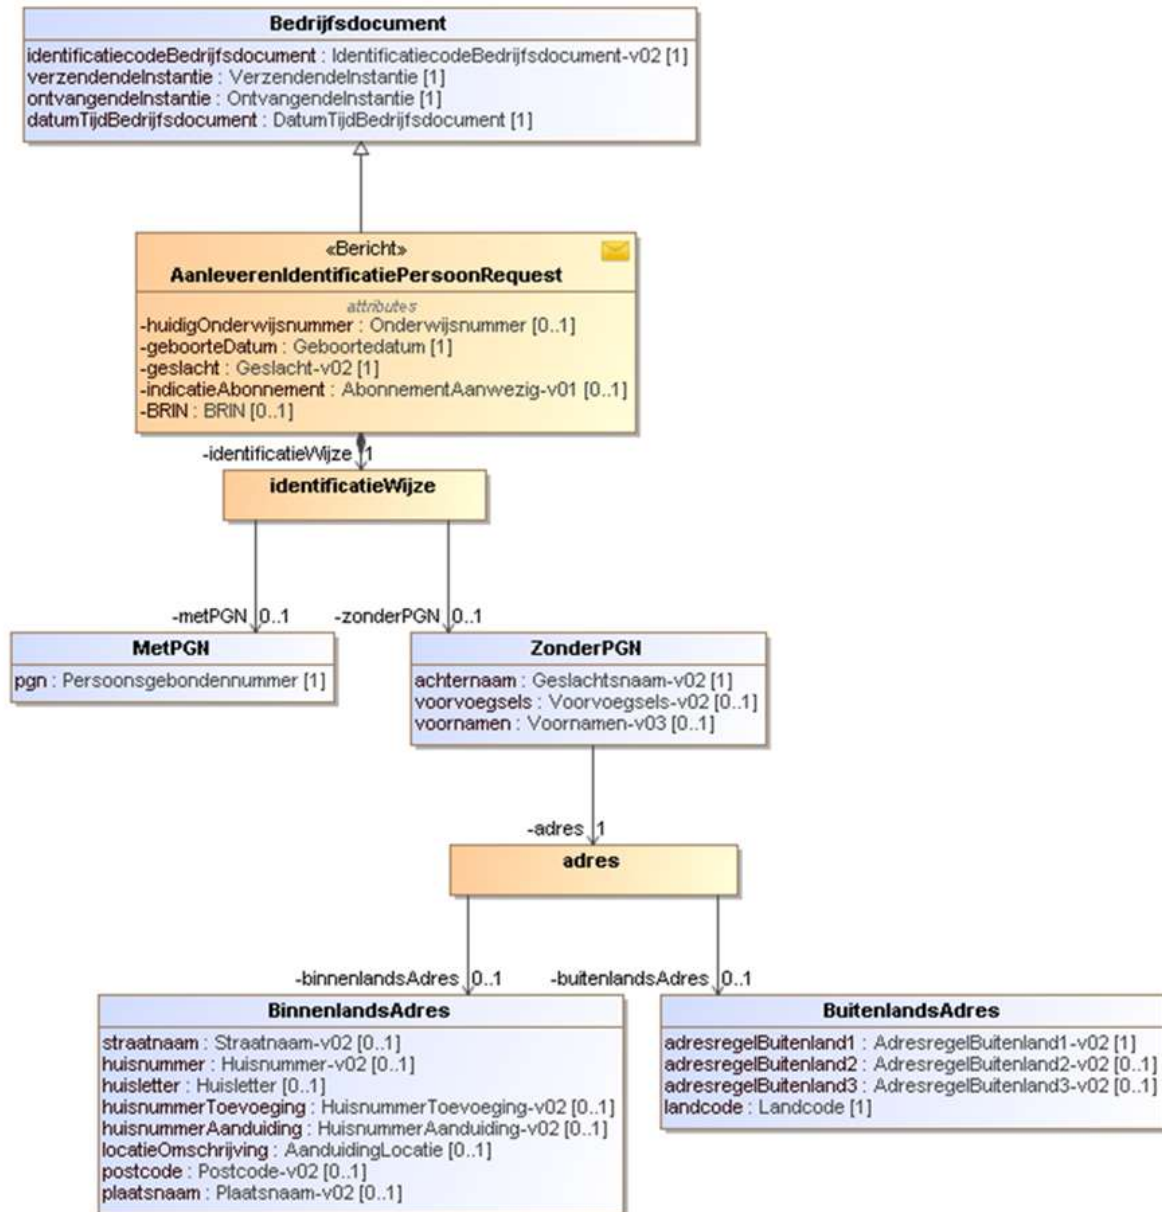 Bedrijfsdocument
identificatiecodeBedrijfsdocument : IdentificatiecodeBedrijfsdocument-v02 [1]
verzendendeInstantie : VerzendendeInstantie [1]
ontvangendeInstantie : OntvangendeInstantie [1]
datumTijdBedrijfsdocument : DatumTijdBedrijfsdocument [1]
«Bericht»
AanleverenIdentificatiePersoonRequest
attributes
-huidigOnderwijsnummer : Onderwijsnummer [0..1]
-geboorteDatum : Geboortedatum [1]
-geslacht : Geslacht-v02 [1]
-indicatieAbonnement : AbonnementAanwezig-v01 [0..1]
-BRIN : BRIN [0..1]
-identificatieWijze 1
identificatieWijze
-metPGN 0..1 -zonderPGN 0..1
MetPGN
pgn : Persoonsgebondennummer [1]
ZonderPGN
achternaam : Geslachtsnaam-v02 [1]
voorvoegsels : Voorvoegsels-v02 [0..1]
voornamen : Voornamen-v03 [0..1]
-adres 1
adres
-binnenlandsAdres 0..1 -buitenlandsAdres 0..1
BinnenlandsAdres
straatnaam : Straatnaam-v02 [0..1]
huisnummer : Huisnummer-v02 [0..1]
huisletter : Huisletter [0..1]
huisnummerToevoeging : HuisnummerToevoeging-v02 [0..1]
huisnummerAanduiding : HuisnummerAanduiding-v02 [0..1]
locatieOmschrijving : AanduidingLocatie [0..1]
postcode : Postcode-v02 [0..1]
plaatsnaam : Plaatsnaam-v02 [0..1]
BuitenlandsAdres
adresregelBuitenland1 : AdresregelBuitenland1-v02 [1]
adresregelBuitenland2 : AdresregelBuitenland2-v02 [0..1]
adresregelBuitenland3 : AdresregelBuitenland3-v02 [0..1]
landcode : Landcode [1]